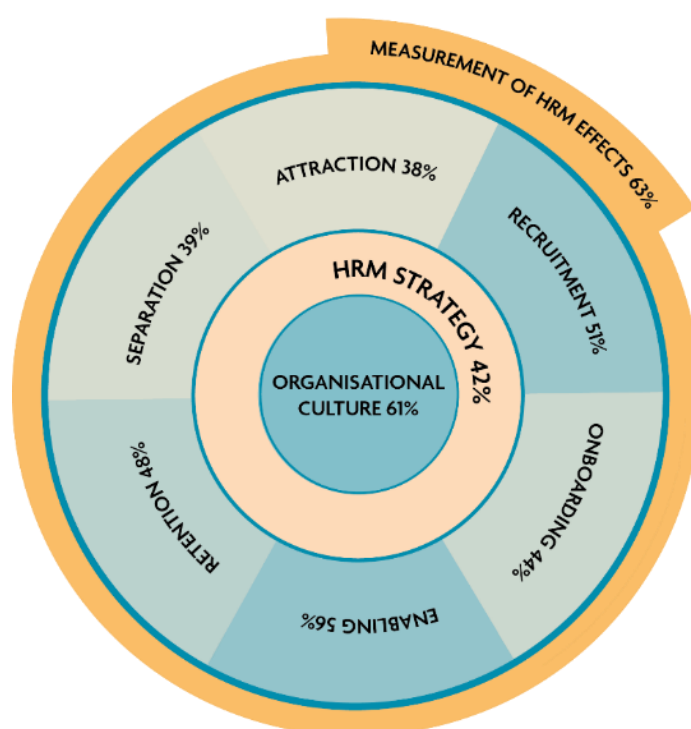 MEASUREMENT OF HRM EFFECTS 63%
ATTRACTION 38%
RECRUITMENT 51%
ONBOARDING 44%
ENABLING 56%
RETENTION 48%
SEPARATION 39%
HRM STRATEGY 42%
ORGANISATIONAL
CULTURE 61%